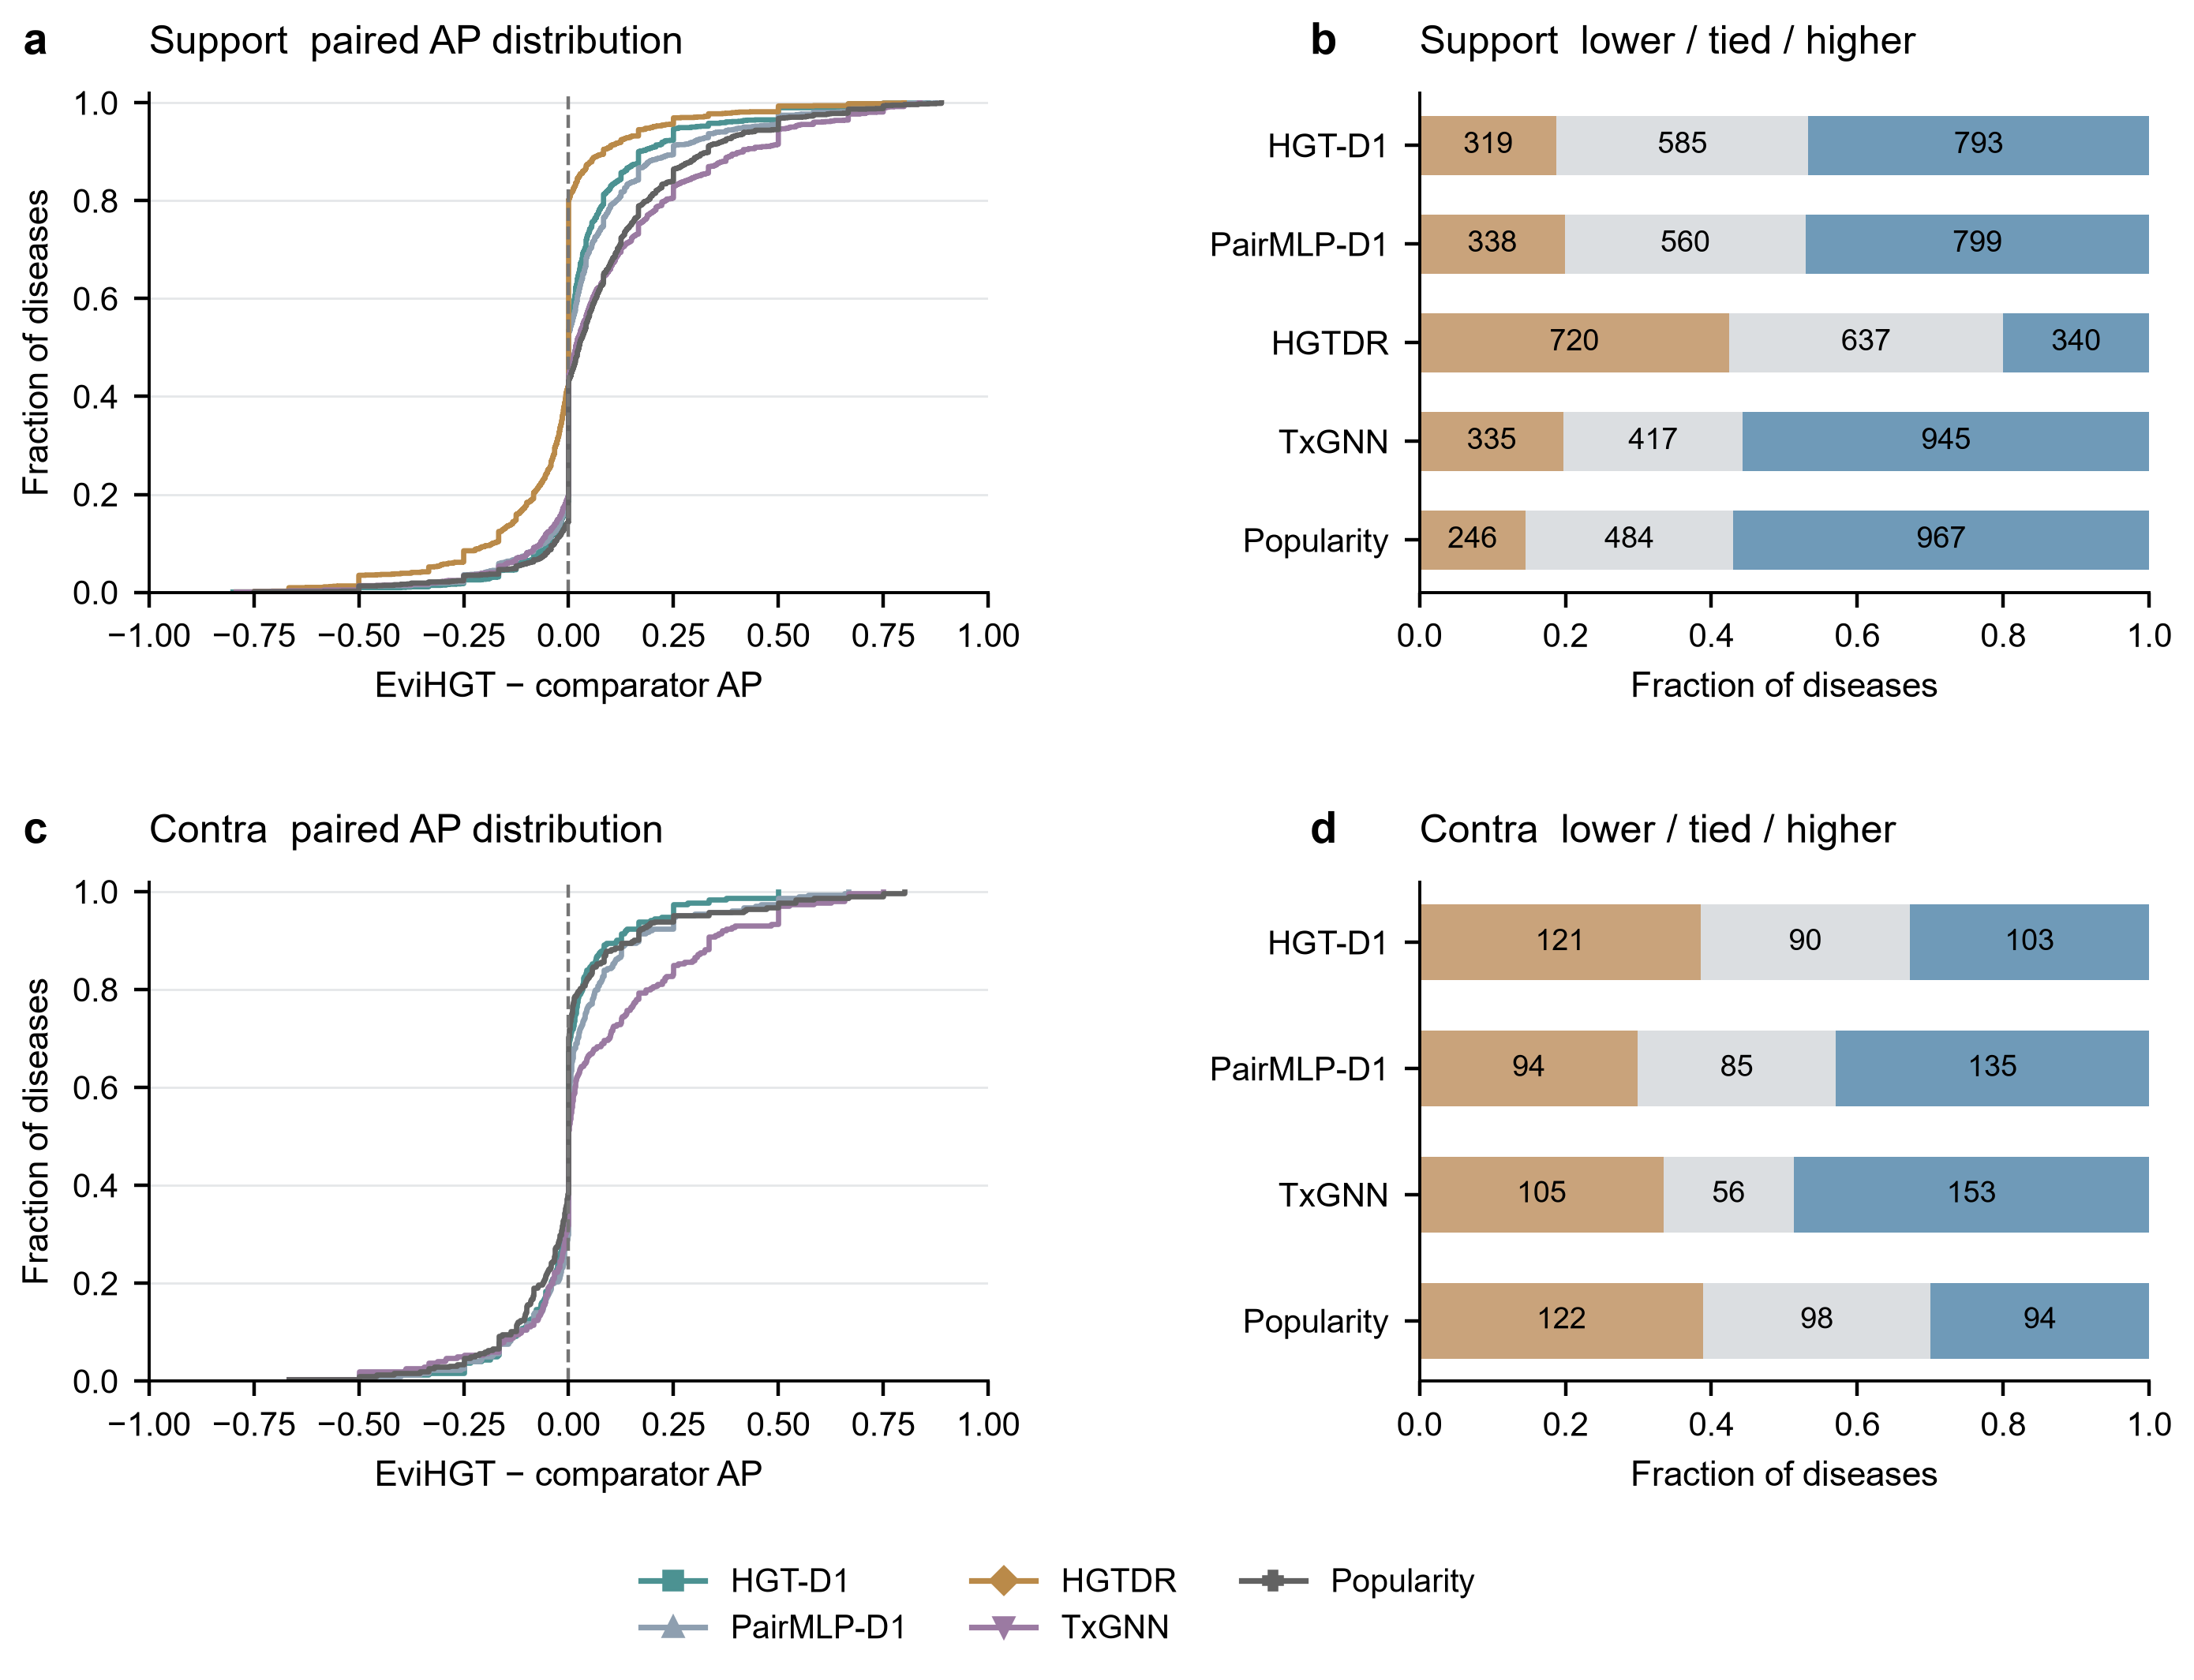 a Support paired AP distribution
Fraction of diseases
1.0
0.8
0.6
0.4
0.2
0.0
−1.00 −0.75 −0.50 −0.25 0.00 0.25 0.50 0.75 1.00
EviHGT − comparator AP
b Support lower / tied / higher
HGT-D1 319 585 793
PairMLP-D1 338 560 799
HGTDR 720 637 340
TxGNN 335 417 945
Popularity 246 484 967
0.0 0.2 0.4 0.6 0.8 1.0
Fraction of diseases
c Contra paired AP distribution
Fraction of diseases
1.0
0.8
0.6
0.4
0.2
0.0
−1.00 −0.75 −0.50 −0.25 0.00 0.25 0.50 0.75 1.00
EviHGT − comparator AP
d Contra lower / tied / higher
HGT-D1 121 90 103
PairMLP-D1 94 85 135
TxGNN 105 56 153
Popularity 122 98 94
0.0 0.2 0.4 0.6 0.8 1.0
Fraction of diseases
HGT-D1 HGTDR Popularity
PairMLP-D1 TxGNN